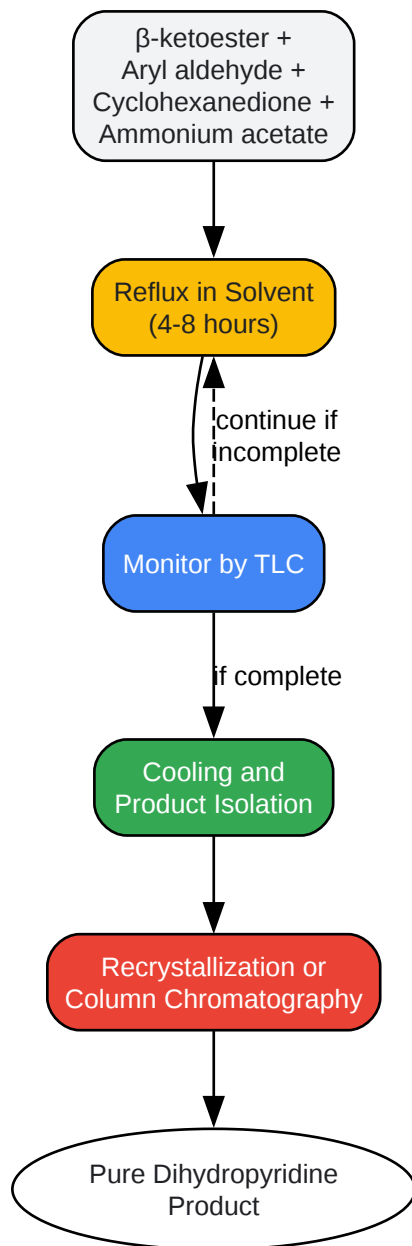 β-ketoester +
Aryl aldehyde +
Cyclohexanedione +
Ammonium acetate
Reflux in Solvent
(4-8 hours)
continue if
incomplete
Monitor by TLC
if complete
Cooling and
Product Isolation
Recrystallization or
Column Chromatography
Pure Dihydropyridine
Product